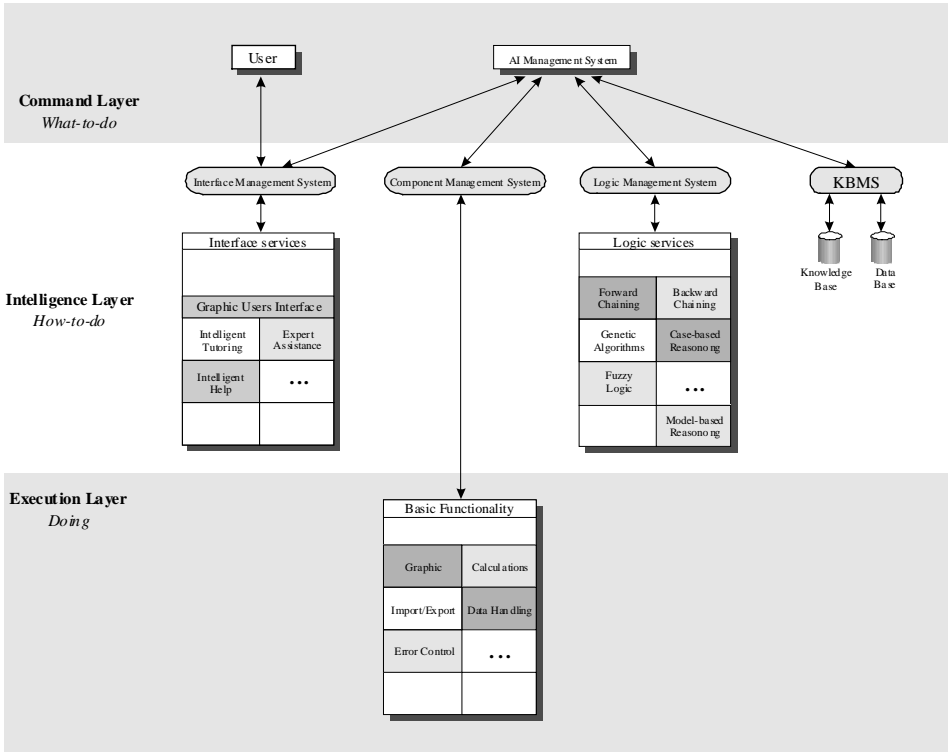 User
AI Management System
Command Layer
What-to-do
Interface Management System
Component Management System
Logic Management System
KBMS
Interface services
Graphic Users Interface
Intelligent
Tutoring
Expert
Assistance
Intelligent
Help
...
Logic services
Forward
Chaining
Backward
Chaining
Genetic
Algorithms
Case-based
Reasonong
Fuzzy
Logic
...
Model-based
Reasonong
Knowledge
Base
Data
Base
Intelligence Layer
How-to-do
Execution Layer
Doing
Basic Functionality
Graphic
Calculations
Import/Export
Data Handling
Error Control
...